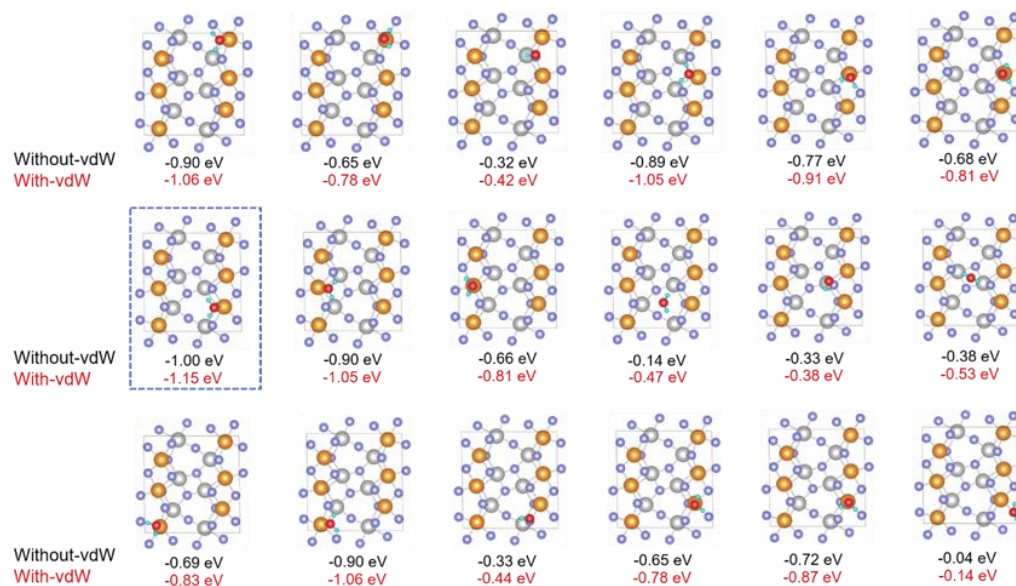 Without-vdW -0.90 eV -0.65 eV -0.32 eV -0.89 eV -0.77 eV -0.68 eV
With-vdW -1.06 eV -0.78 eV -0.42 eV -1.05 eV -0.91 eV -0.81 eV
Without-vdW -1.00 eV -0.90 eV -0.66 eV -0.14 eV -0.33 eV -0.38 eV
With-vdW -1.15 eV -1.05 eV -0.81 eV -0.47 eV -0.38 eV -0.53 eV
Without-vdW -0.69 eV -0.90 eV -0.33 eV -0.65 eV -0.72 eV -0.04 eV
With-vdW -0.83 eV -1.06 eV -0.44 eV -0.78 eV -0.87 eV -0.14 eV